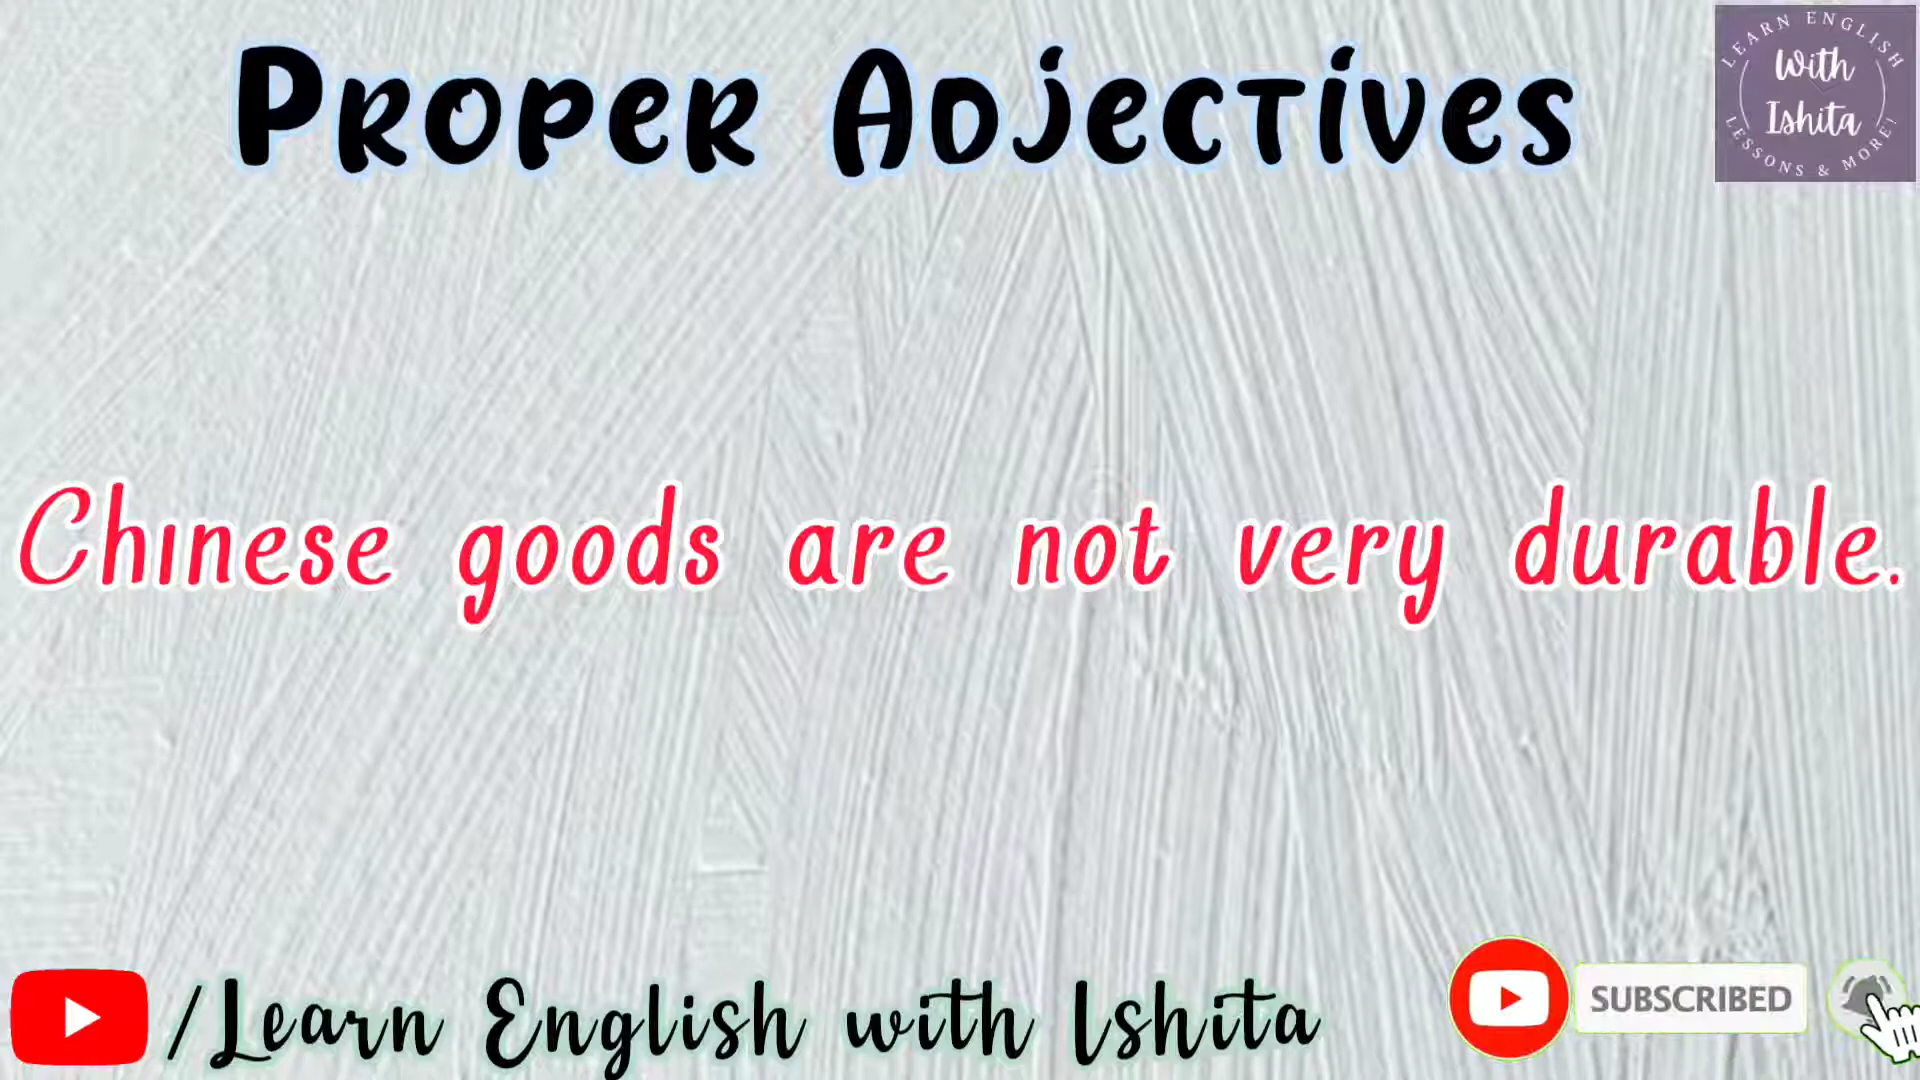 Proper Adjectives
LEARN ENGLISH
With
Ishita
LESSONS & MORE!
Chinese goods are not very durable.
/Learn English with Ishita
SUBSCRIBED